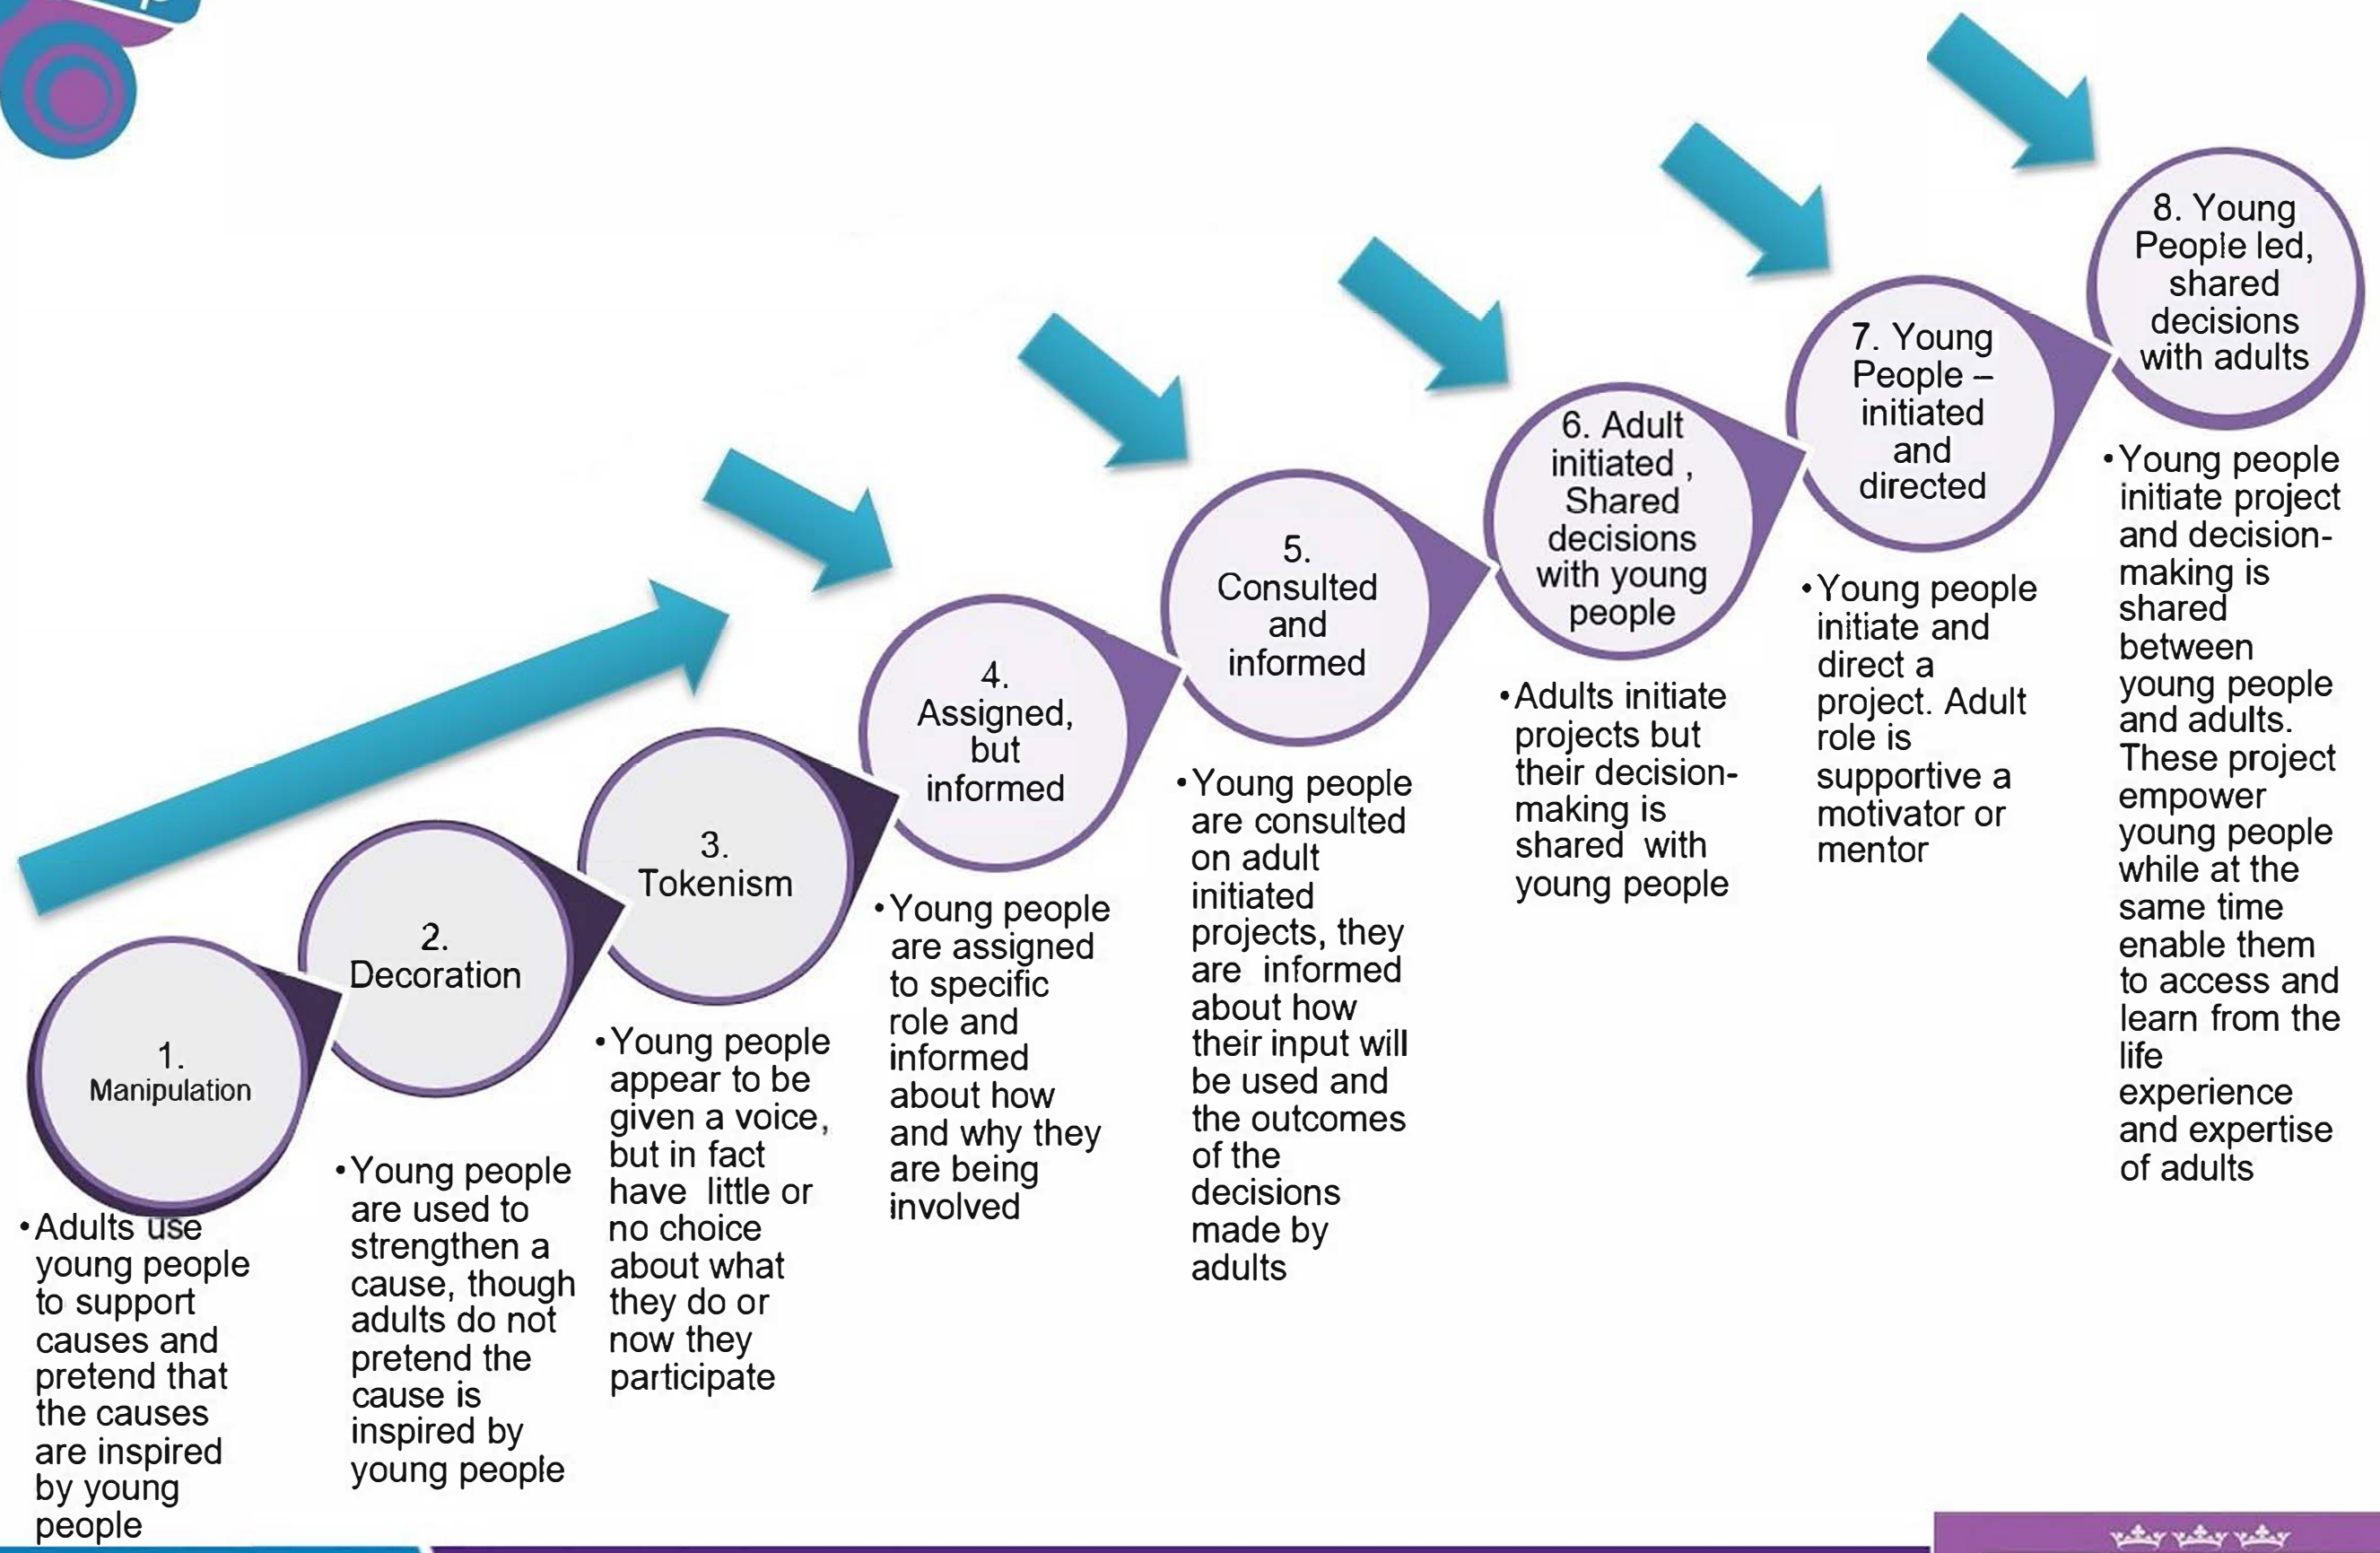 1.
Manipulation
•Adults use
young people
to support
causes and
pretend that
the causes
are inspired
by young
people
2.
Decoration
•Young people
are used to
strengthen a
cause, though
adults do not
pretend the
cause is
inspired by
young people
3.
Tokenism
•Young people
appear to be
given a voice,
but in fact
have little or
no choice
about what
they do or
now they
participate
4.
Assigned,
but
informed
•Young people
are assigned
to specific
role and
informed
about how
and why they
are being
involved
5.
Consulted
and
informed
•Young people
are consulted
on adult
initiated
projects, they
are informed
about how
their input will
be used and
the outcomes
of the
decisions
made by
adults
6. Adult
initiated ,
Shared
decisions
with young
people
•Adults initiate
projects but
their decision-
making is
shared with
young people
7. Young
People –
initiated
and
directed
•Young people
initiate and
direct a
project. Adult
role is
supportive a
motivator or
mentor
8. Young
People led,
shared
decisions
with adults
•Young people
initiate project
and decision-
making is
shared
between
young people
and adults.
These project
empower
young people
while at the
same time
enable them
to access and
learn from the
life
experience
and expertise
of adults